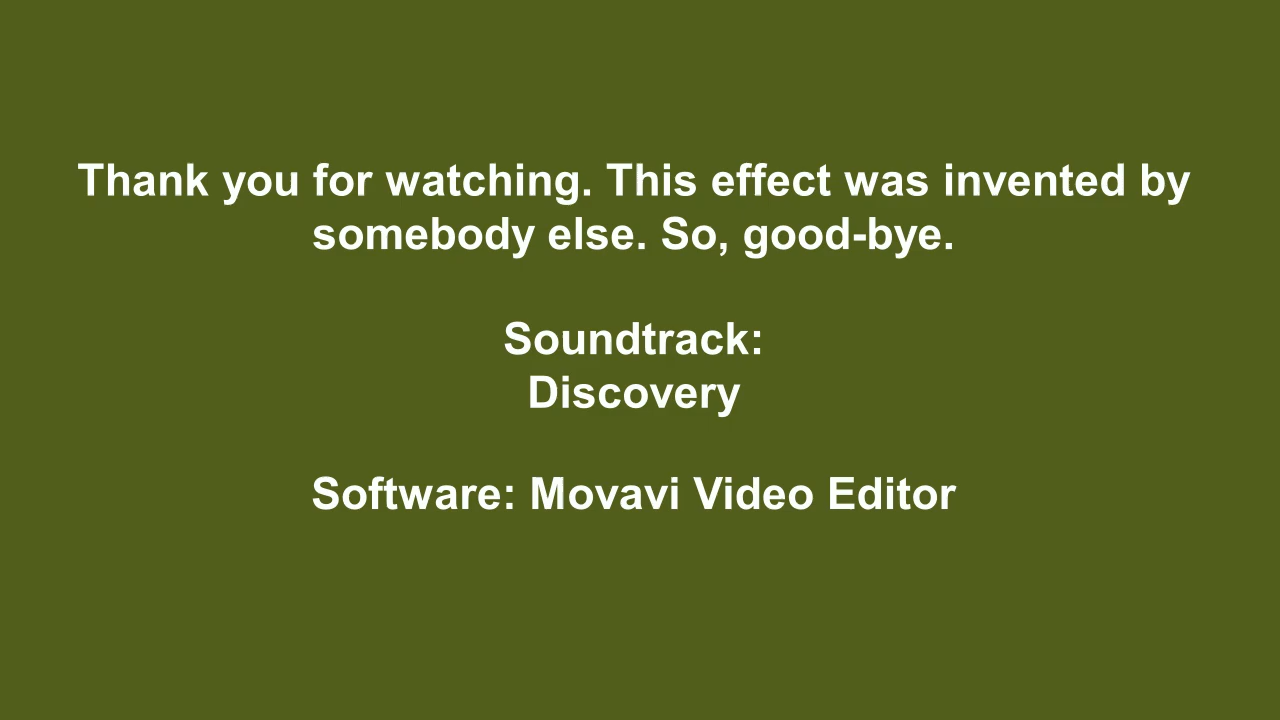 Thank you for watching. This effect was invented by
somebody else. So, good-bye.
Soundtrack:
Discovery
Software: Movavi Video Editor